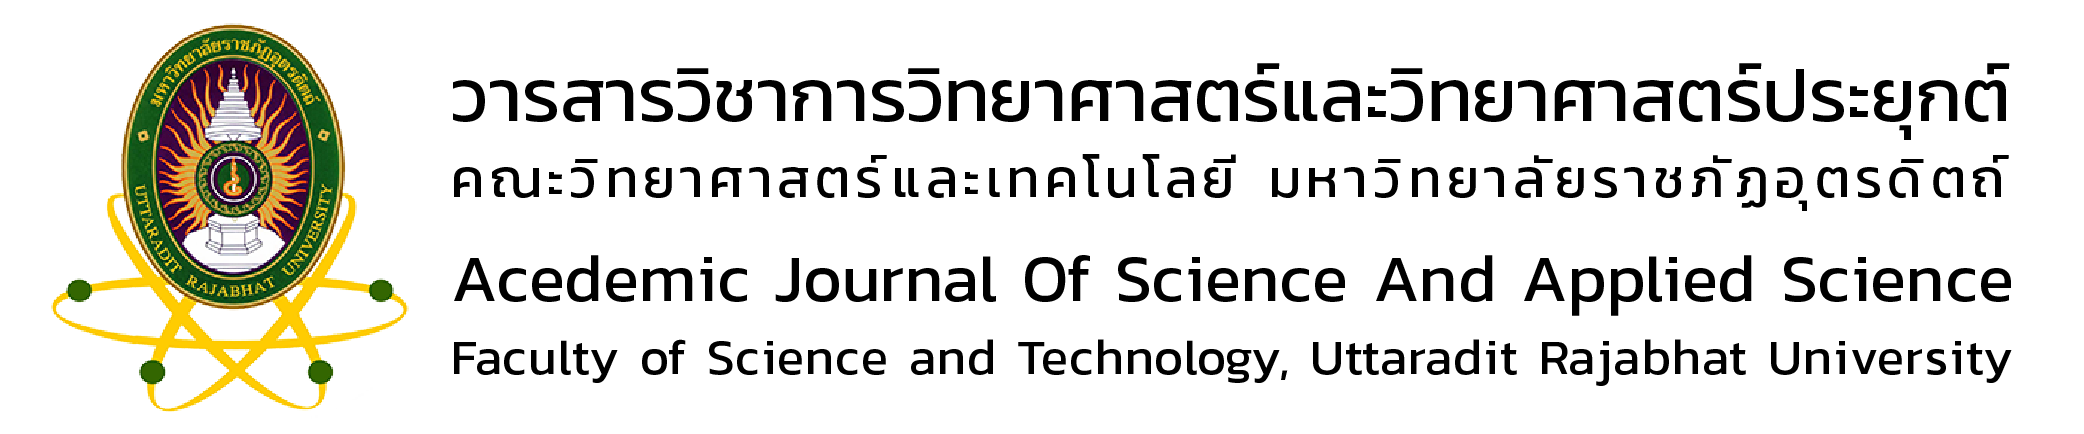 มหาวิทยาลัยราชภัฏอุตรดิตถ์
UTTARADIT RAJABHAT UNIVERSITY
วารสารวิชาการวิทยาศาสตร์และวิทยาศาสตร์ประยุกต์
คณะวิทยาศาสตร์และเทคโนโลยี มหาวิทยาลัยราชภัฏอุตรดิตถ์
Acedemic Journal Of Science And Applied Science
Faculty of Science and Technology, Uttaradit Rajabhat University